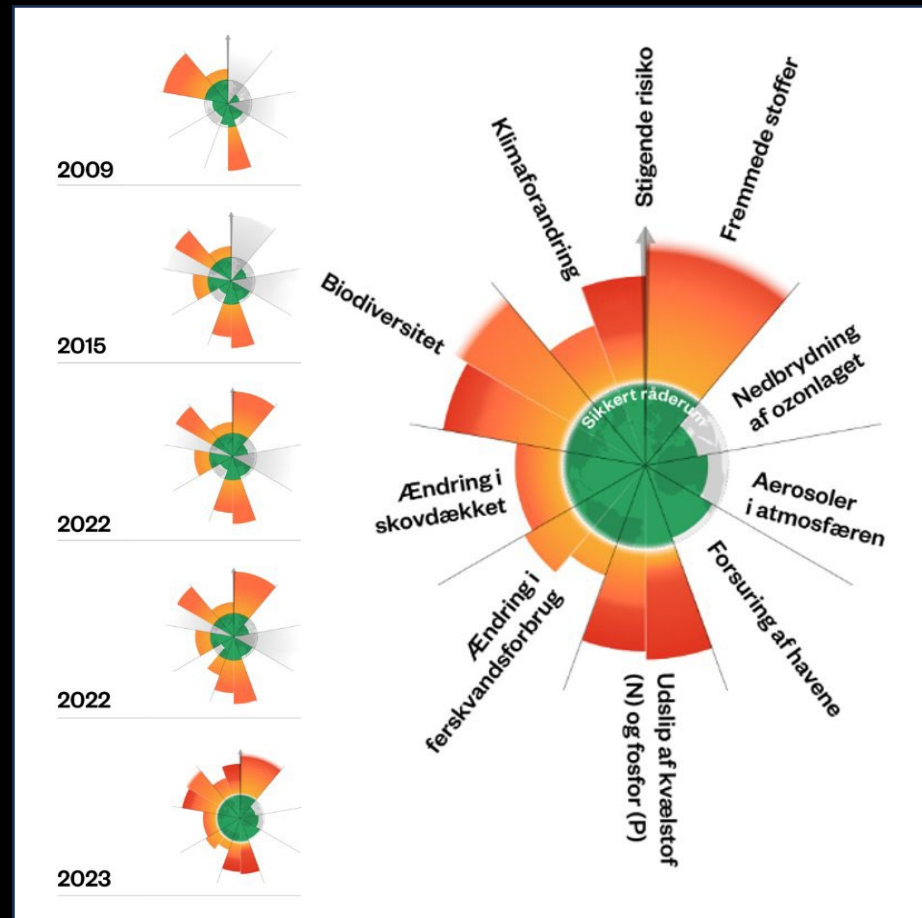 2009
2015
2022
2022
2023
Stigende risiko
Fremmede stoffer
Nedbrydning
af ozonlaget
Aerosoler
i atmosfæren
Forsuring af havene
Udslip af kvælstof
(N) og fosfor (P)
Ændring i
ferskvandsforbrug
Ændring i
skovdækket
Biodiversitet
Klimaforandring
Sikkert råderum